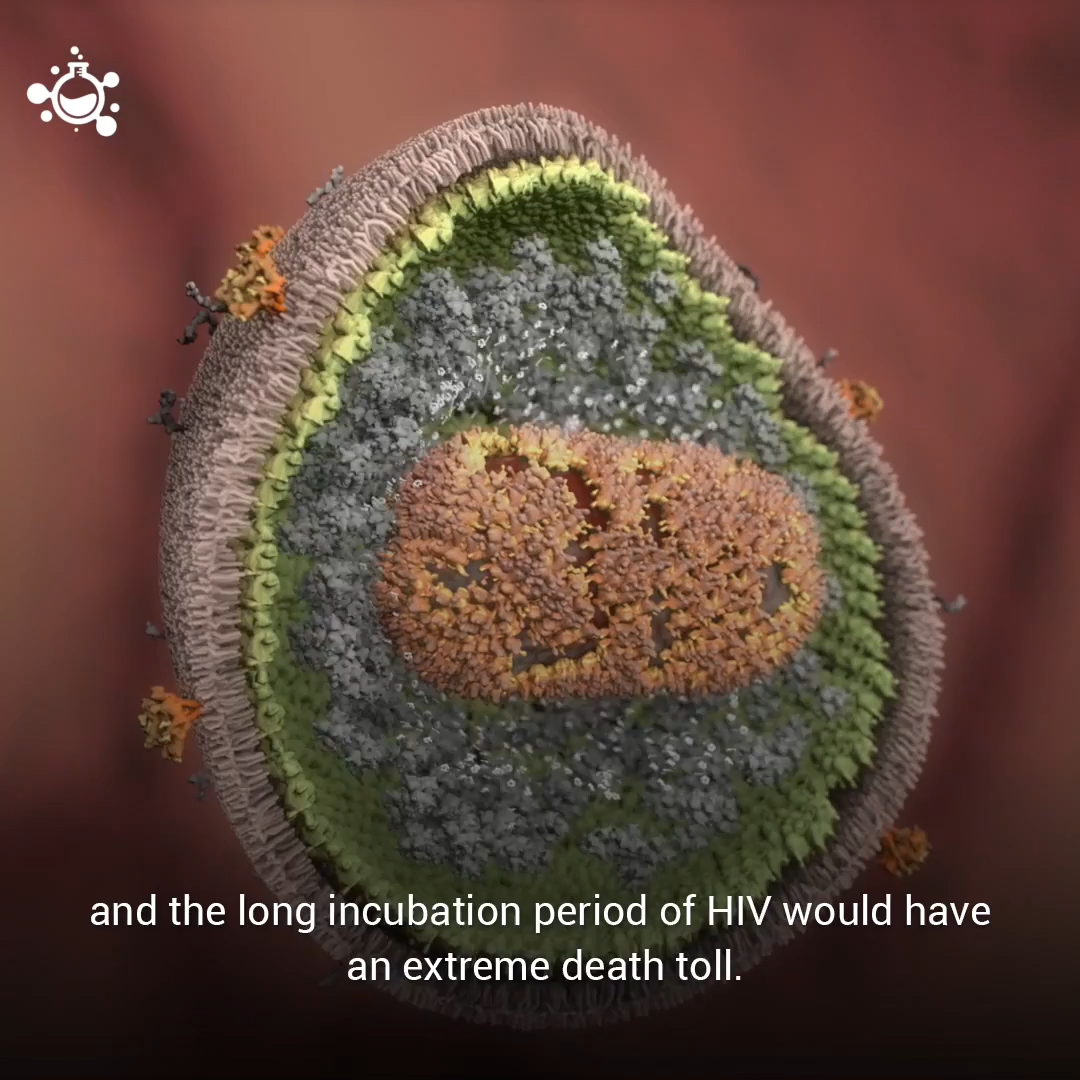 and the long incubation period of HIV would have
an extreme death toll.